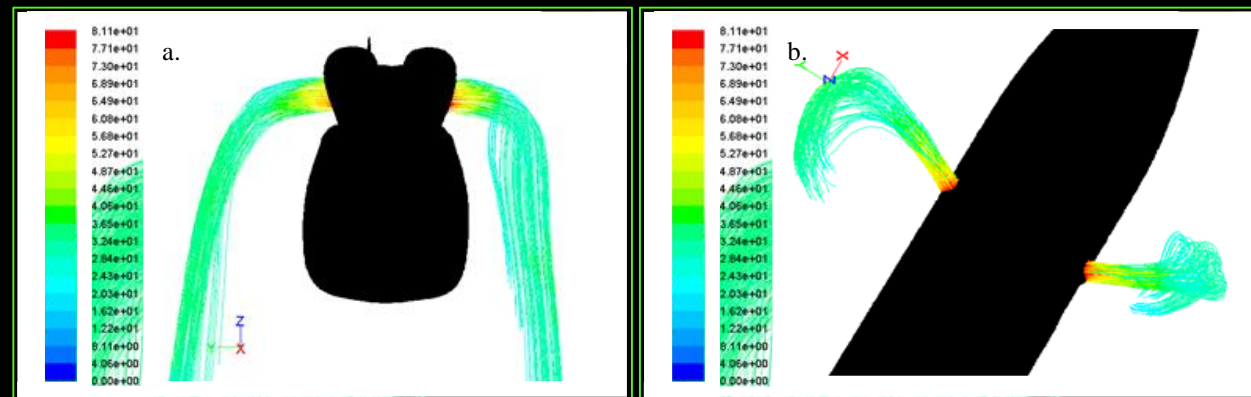 8.11e+01
7.71e+01
7.30e+01
6.89e+01
6.49e+01
6.08e+01
5.68e+01
5.27e+01
4.87e+01
4.46e+01
4.06e+01
3.65e+01
3.24e+01
2.84e+01
2.43e+01
2.03e+01
1.62e+01
1.22e+01
8.11e+00
4.06e+00
0.00e+00
a.
Z
Y
X
8.11e+01
7.71e+01
7.30e+01
6.89e+01
6.49e+01
6.08e+01
5.68e+01
5.27e+01
4.87e+01
4.46e+01
4.06e+01
3.65e+01
3.24e+01
2.84e+01
2.43e+01
2.03e+01
1.62e+01
1.22e+01
8.11e+00
4.06e+00
0.00e+00
b.
X
Y
Z